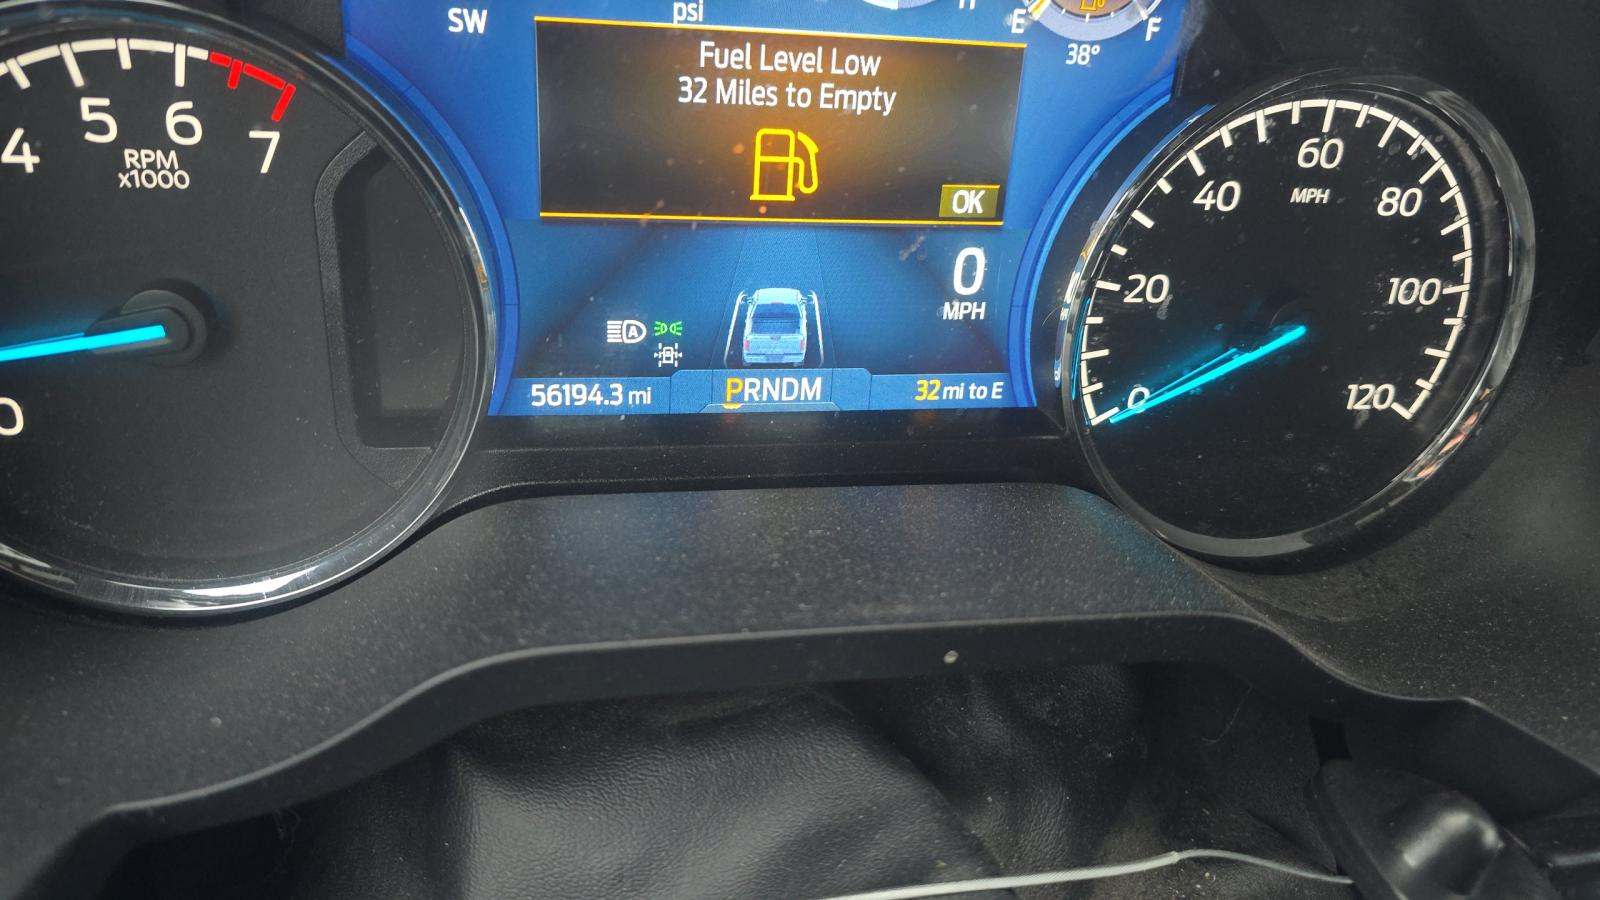 SW
psi
H
E
F
38°
Fuel Level Low
32 Miles to Empty
OK
4
5
6
7
RPM
x1000
0
0
MPH
A
56194.3 mi
PRNDM
32 mi to E
0
20
40
60
80
100
120
MPH